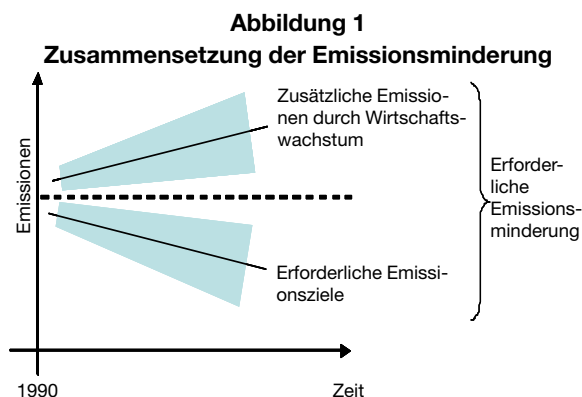 Abbildung 1
Zusammensetzung der Emissionsminderung
Emissionen
Zusätzliche Emissio-
nen durch Wirtschafts-
wachstum
Erforder-
liche
Emissions-
minderung
Erforderliche Emissi-
onsziele
1990
Zeit